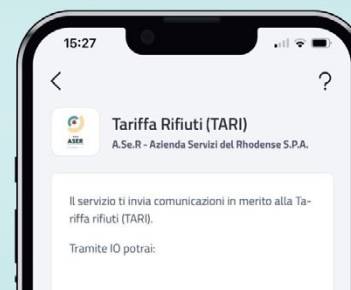 15:27
?
ASER
Tariffa Rifiuti (TARI)
A.Se.R - Azienda Servizi del Rhodense S.P.A.
Il servizio ti invia comunicazioni in merito alla Ta-
riffa rifiuti (TARI).
Tramite IO potrai: